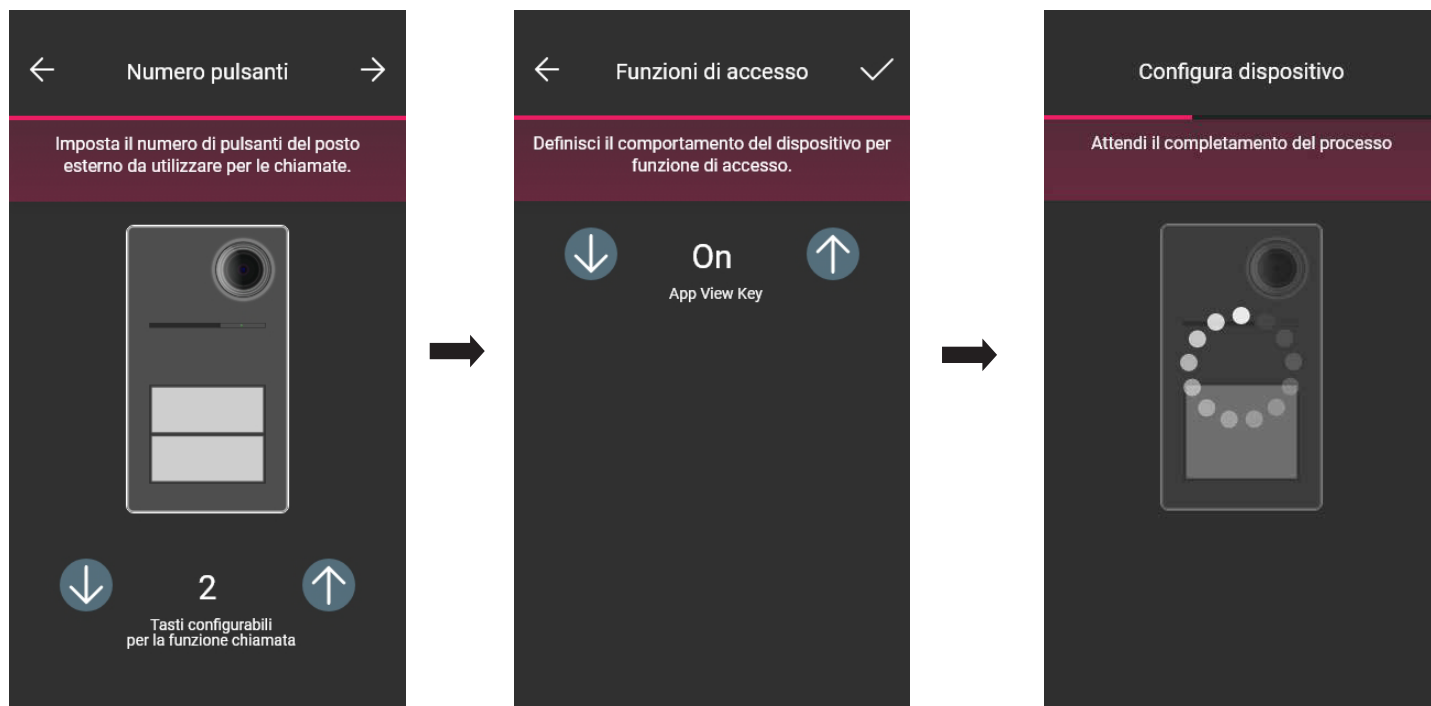 Numero pulsanti
Imposta il numero di pulsanti del posto
esterno da utilizzare per le chiamate.
2
Tasti configurabili
per la funzione chiamata
Funzioni di accesso
Definisci il comportamento del dispositivo per
funzione di accesso.
On
App View Key
Configura dispositivo
Attendi il completamento del processo